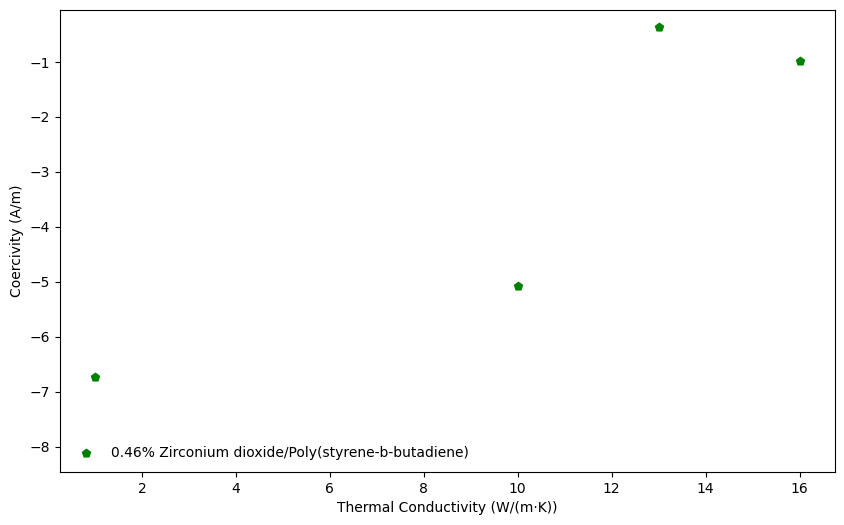 −1
−2
−3
−4
−5
−6
−7
−8
Coercivity (A/m)
0.46% Zirconium dioxide/Poly(styrene-b-butadiene)
2 4 6 8 10 12 14 16
Thermal Conductivity (W/(m·K))